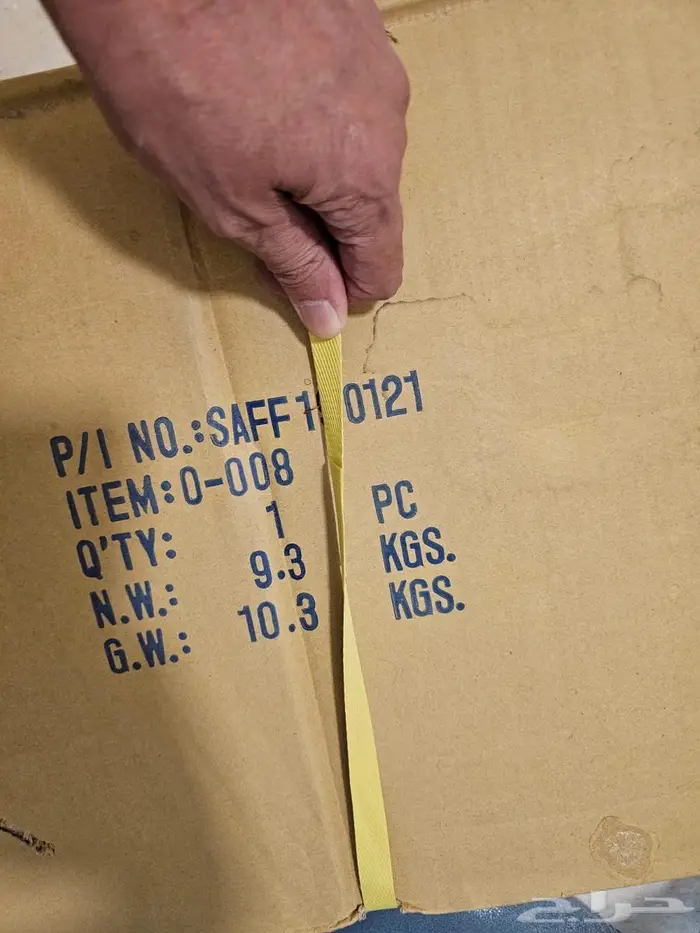 P/I NO.:SAFF1 0121
ITEM:0-008
Q'TY: 1 PC
N.W.: 9.3 KGS.
G.W.: 10.3 KGS.
حراج